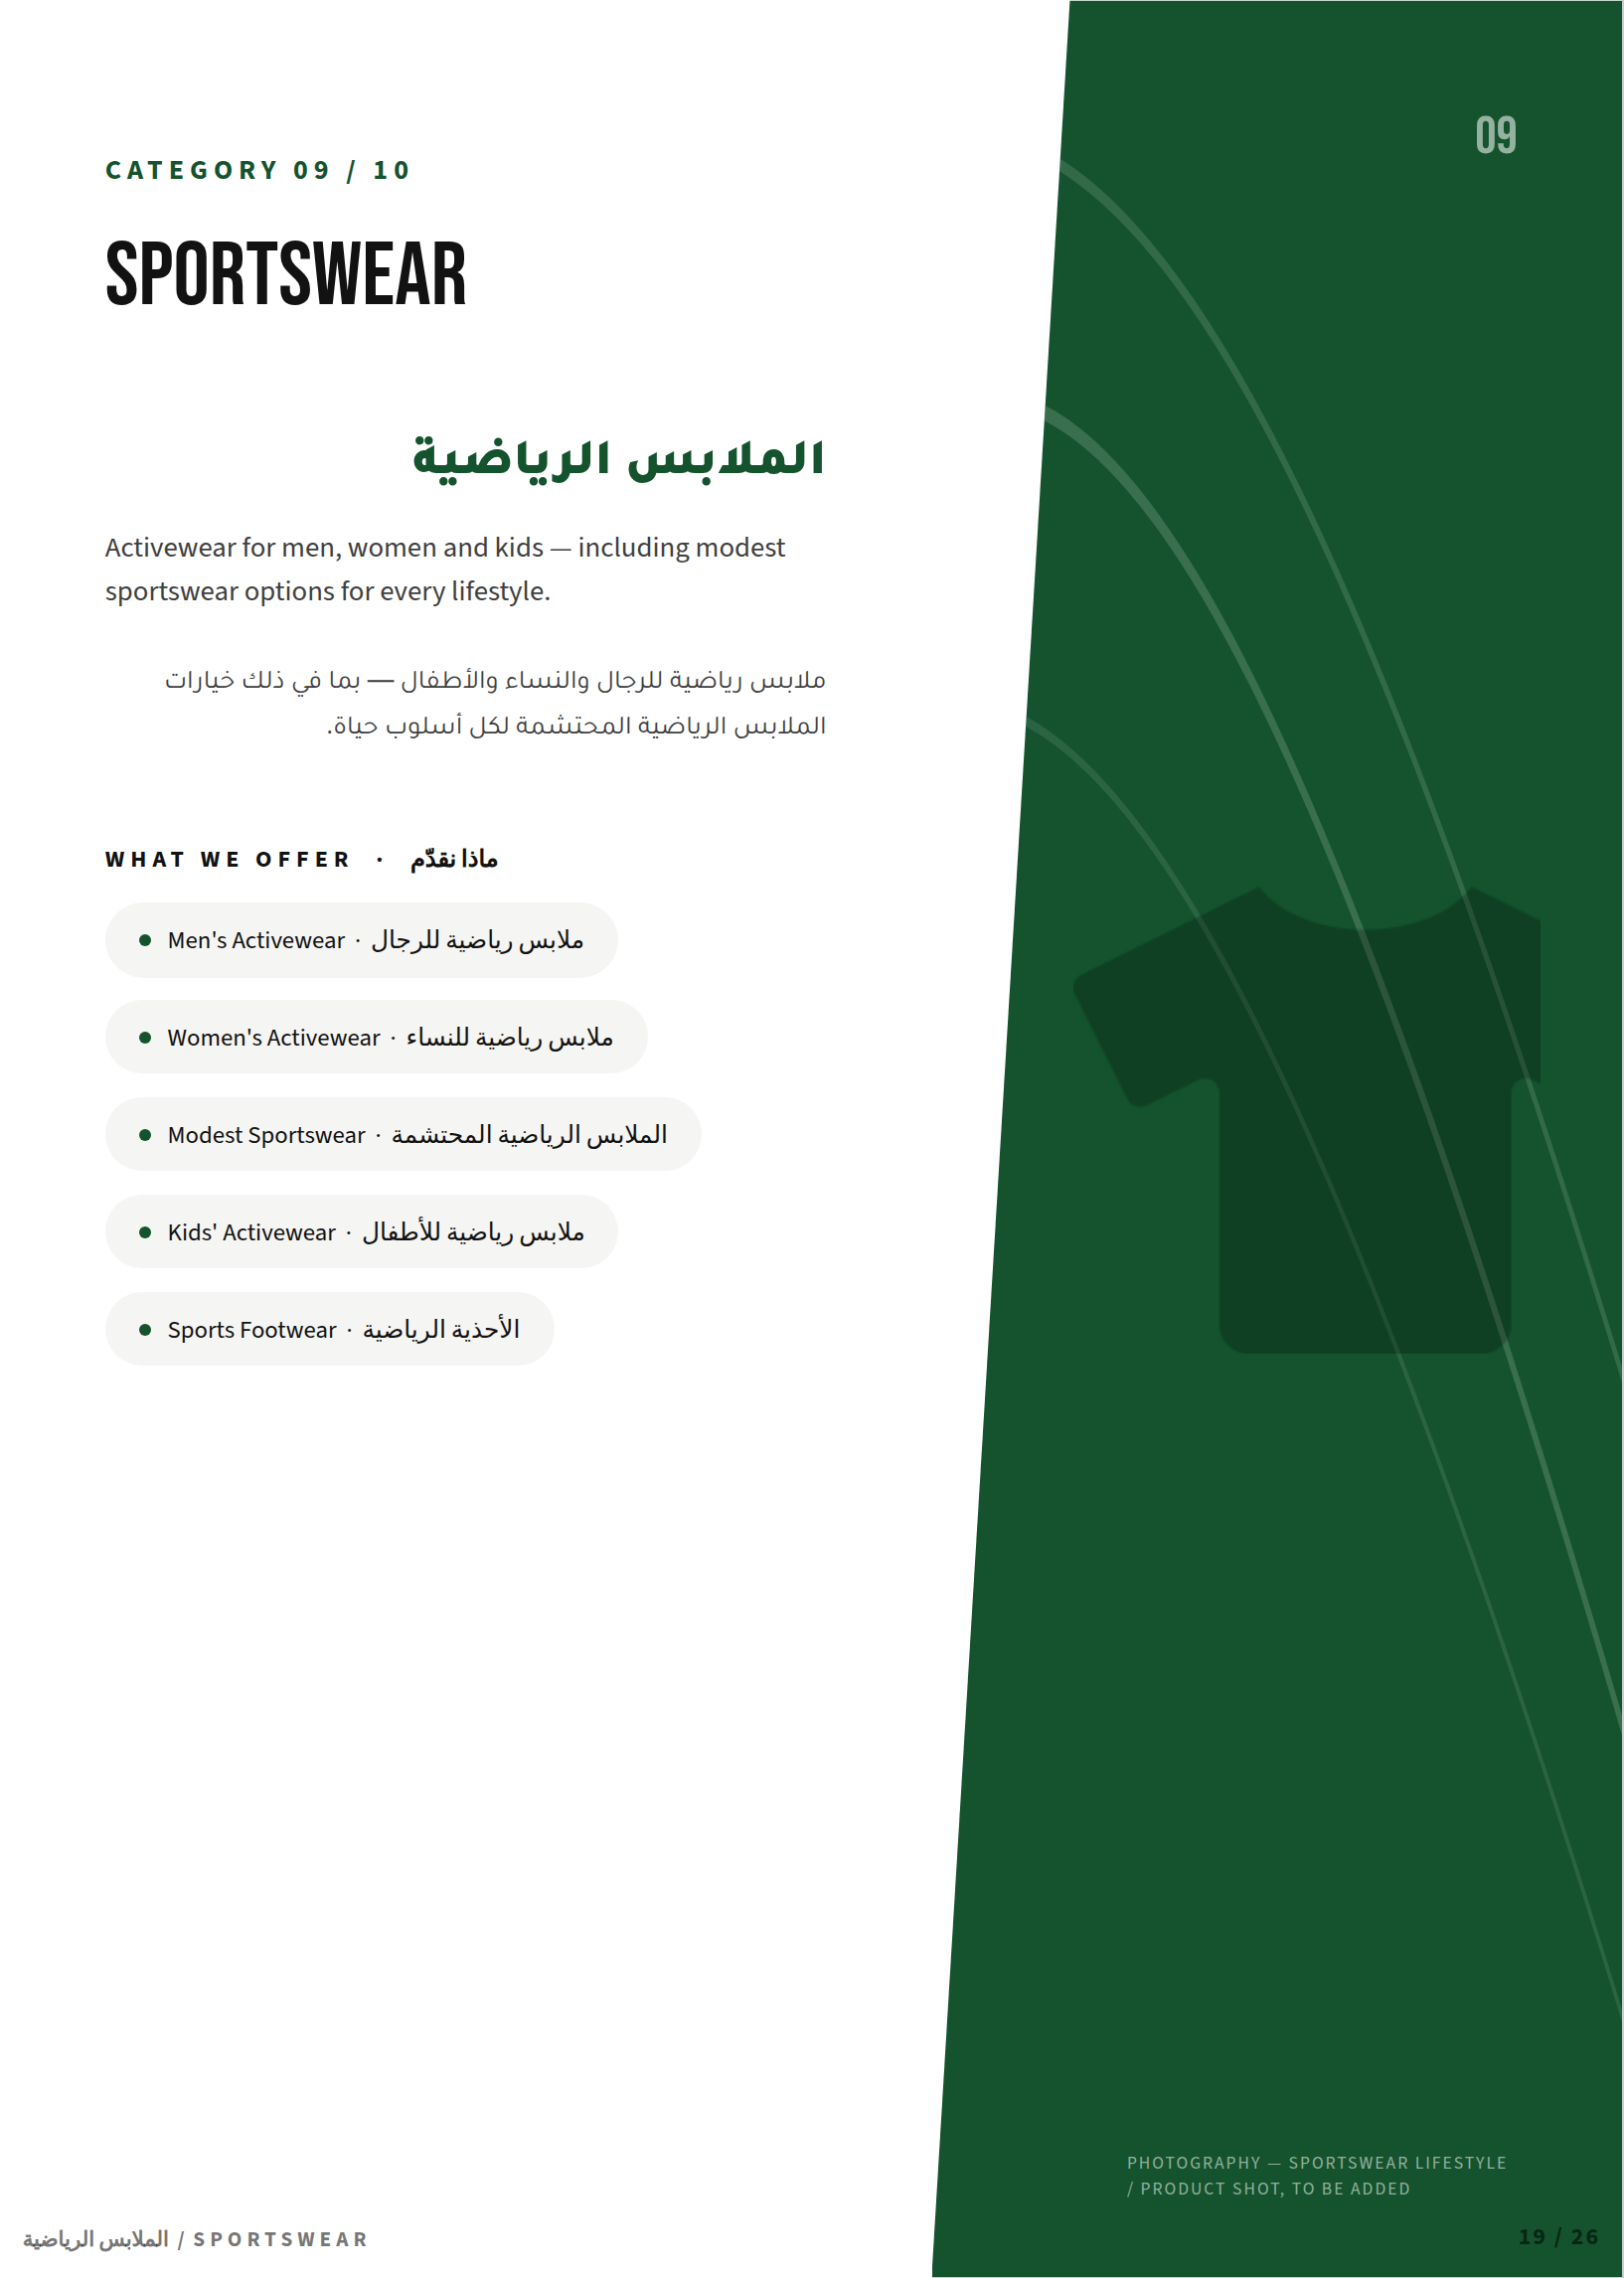 CATEGORY 09 / 10
09
SPORTSWEAR
الملابس الرياضية
Activewear for men, women and kids — including modest
sportswear options for every lifestyle.
ملابس رياضية للرجال والنساء والأطفال — بما في ذلك خيارات
الملابس الرياضية المحتشمة لكل أسلوب حياة.
WHAT WE OFFER · ماذا نقدّم
Men's Activewear · ملابس رياضية للرجال
Women's Activewear · ملابس رياضية للنساء
Modest Sportswear · الملابس الرياضية المحتشمة
Kids' Activewear · ملابس رياضية للأطفال
Sports Footwear · الأحذية الرياضية
PHOTOGRAPHY — SPORTSWEAR LIFESTYLE
/ PRODUCT SHOT, TO BE ADDED
الملابس الرياضية / SPORTSWEAR
19 / 26